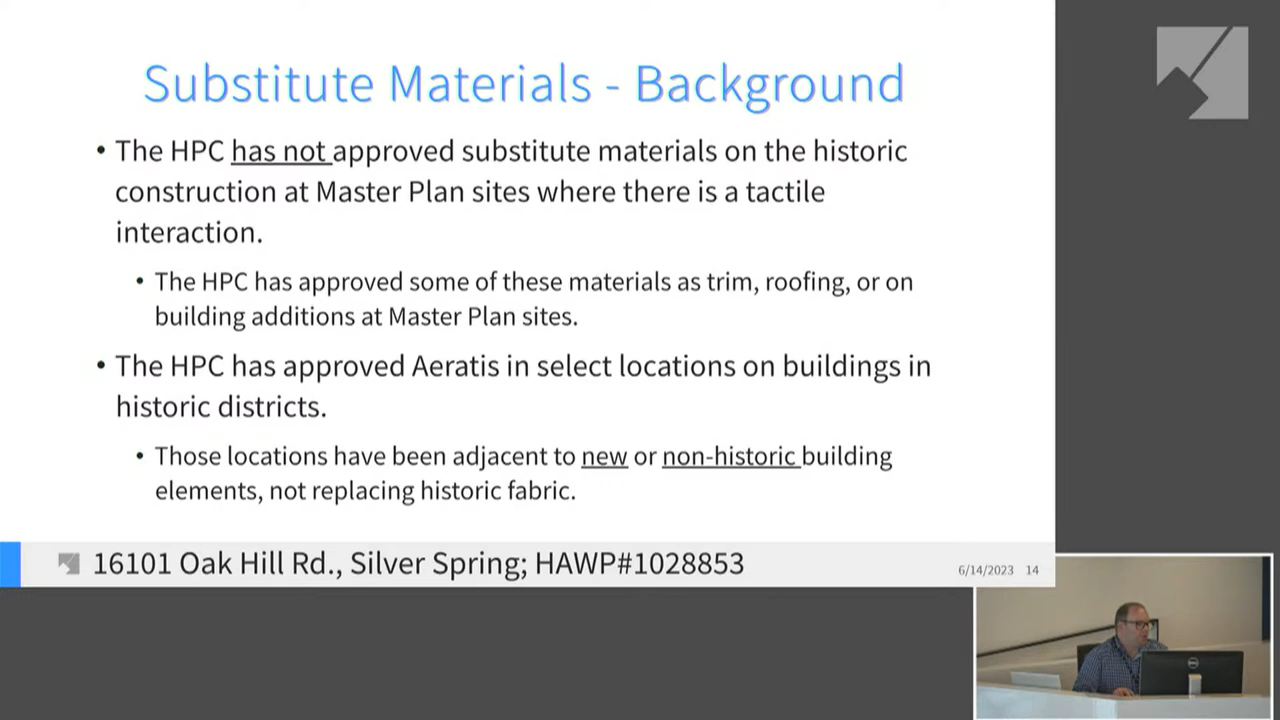 Substitute Materials - Background
• The HPC has not approved substitute materials on the historic
construction at Master Plan sites where there is a tactile
interaction.
• The HPC has approved some of these materials as trim, roofing, or on
building additions at Master Plan sites.
• The HPC has approved Aeratis in select locations on buildings in
historic districts.
• Those locations have been adjacent to new or non-historic building
elements, not replacing historic fabric.
16101 Oak Hill Rd., Silver Spring; HAWP#1028853
6/14/2023 14
DELL